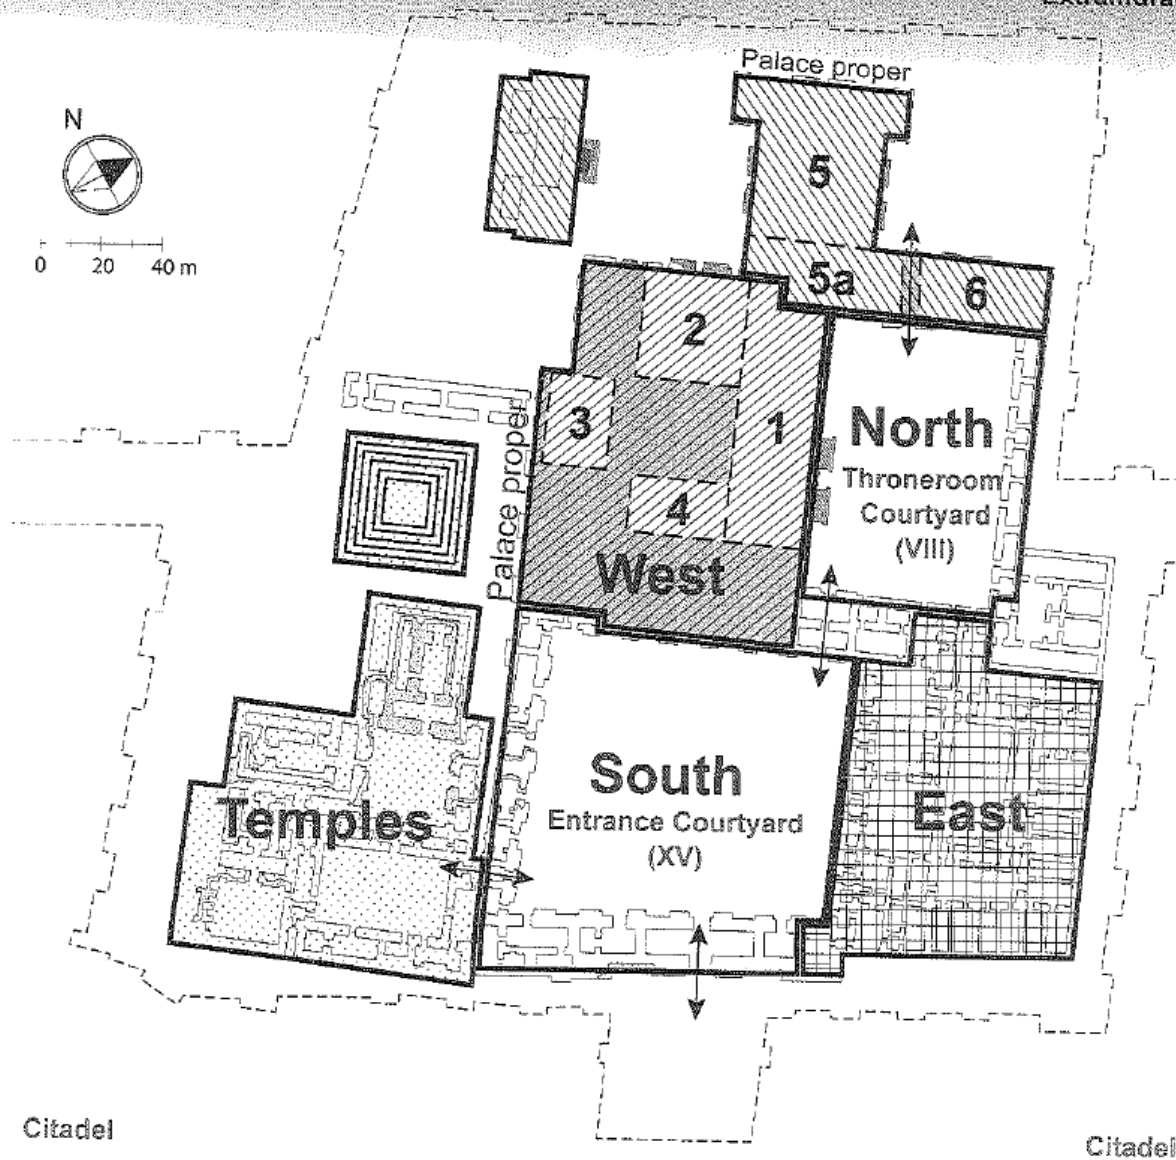 Palace proper
N
0 20 40 m
5
5a
6
2
3
1
4
North
Throneroom
Courtyard
(VIII)
Palace proper
West
South
Entrance Courtyard
(XV)
Temples
East
Citadel
Citadel